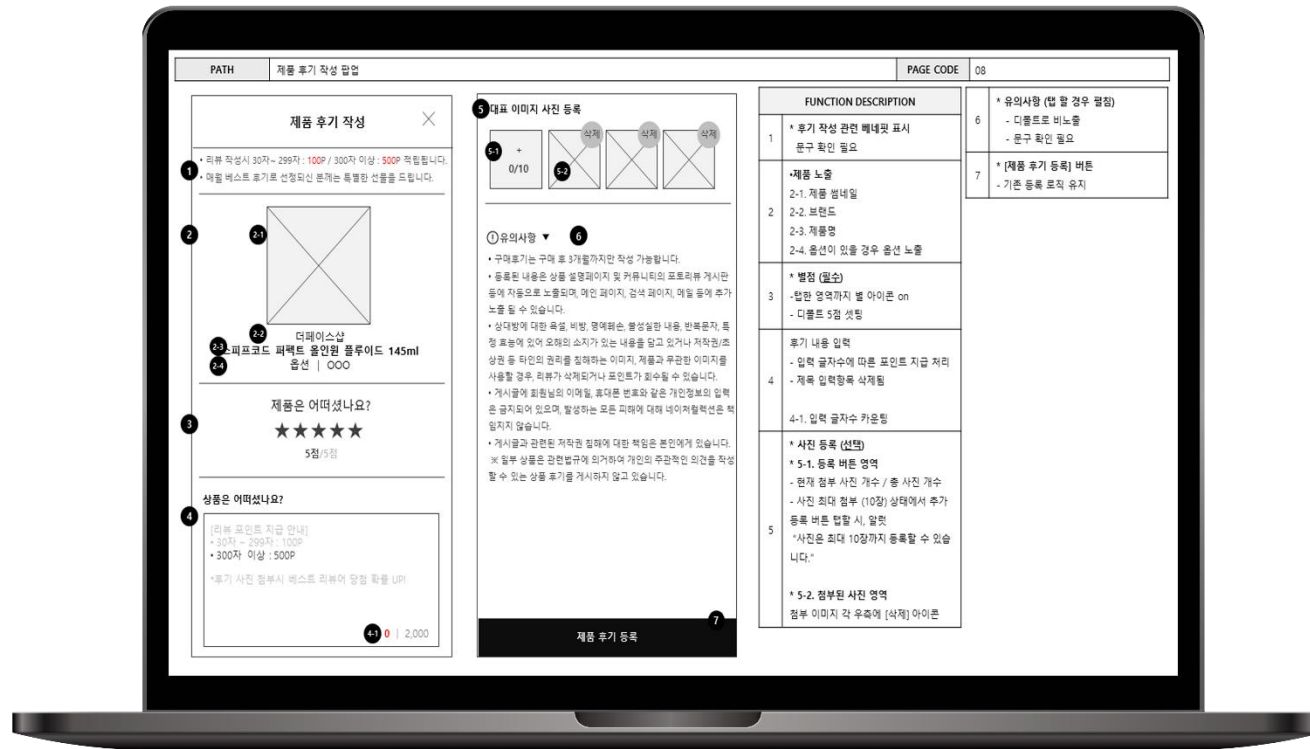 PATH
제품 후기 작성 팝업
PAGE CODE
08
제품 후기 작성
1
• 리뷰 작성시 30자~ 299자 : 100P / 300자 이상 : 500P 적립됩니다.
• 매월 베스트 후기로 선정되신 분께는 특별한 선물을 드립니다.
2
2-1
2-2
더페이스샵
2-3
스피프코드 퍼펙트 올인원 플루이드 145ml
2-4
옵션 | OOO
제품은 어떠셨나요?
3
★★★★★
5점/5점
상품은 어떠셨나요?
4
[리뷰 포인트 지급 안내]
• 30자 ~ 299자 : 100P
• 300자 이상 : 500P
*후기 사진 첨부시 베스트 리뷰어 당첨 확률 UP!
4-1
0 | 2,000
5
대표 이미지 사진 등록
5-1
+
0/10
5-2
삭제
삭제
삭제
유의사항 ▼
6
• 구매후기는 구매 후 3개월까지만 작성 가능합니다.
• 등록된 내용은 상품 설명페이지 및 커뮤니티의 포토리뷰 게시판
등에 자동으로 노출되며, 메인 페이지, 검색 페이지, 메일 등에 추가
노출 될 수 있습니다.
• 상대방에 대한 욕설, 비방, 명예훼손, 불성실한 내용, 반복문자, 특
정 효능에 있어 오해의 소지가 있는 내용을 담고 있거나 저작권/초
상권 등 타인의 권리를 침해하는 이미지, 제품과 무관한 이미지를
사용할 경우, 리뷰가 삭제되거나 포인트가 회수될 수 있습니다.
• 게시글에 회원님의 이메일, 휴대폰 번호와 같은 개인정보의 입력
은 금지되어 있으며, 발생하는 모든 피해에 대해 네이처컬렉션은 책
임지지 않습니다.
• 게시글과 관련된 저작권 침해에 대한 책임은 본인에게 있습니다.
※ 일부 상품은 관련법규에 의거하여 개인의 주관적인 의견을 작성
할 수 있는 상품 후기를 게시하지 않고 있습니다.
7
제품 후기 등록
FUNCTION DESCRIPTION
1
* 후기 작성 관련 베네핏 표시
문구 확인 필요
2
•제품 노출
2-1. 제품 썸네일
2-2. 브랜드
2-3. 제품명
2-4. 옵션이 있을 경우 옵션 노출
3
* 별점 (필수)
-탭한 영역까지 별 아이콘 on
- 디폴트 5점 셋팅
4
후기 내용 입력
- 입력 글자수에 따른 포인트 지급 처리
- 제목 입력항목 삭제됨
4-1. 입력 글자수 카운팅
5
* 사진 등록 (선택)
* 5-1. 등록 버튼 영역
- 현재 첨부 사진 개수 / 총 사진 개수
- 사진 최대 첨부 (10장) 상태에서 추가
등록 버튼 탭할 시, 알럿
"사진은 최대 10장까지 등록할 수 있습
니다."
* 5-2. 첨부된 사진 영역
첨부 이미지 각 우측에 [삭제] 아이콘
6
* 유의사항 (탭 할 경우 펼침)
- 디폴트로 비노출
- 문구 확인 필요
7
* [제품 후기 등록] 버튼
- 기존 등록 로직 유지